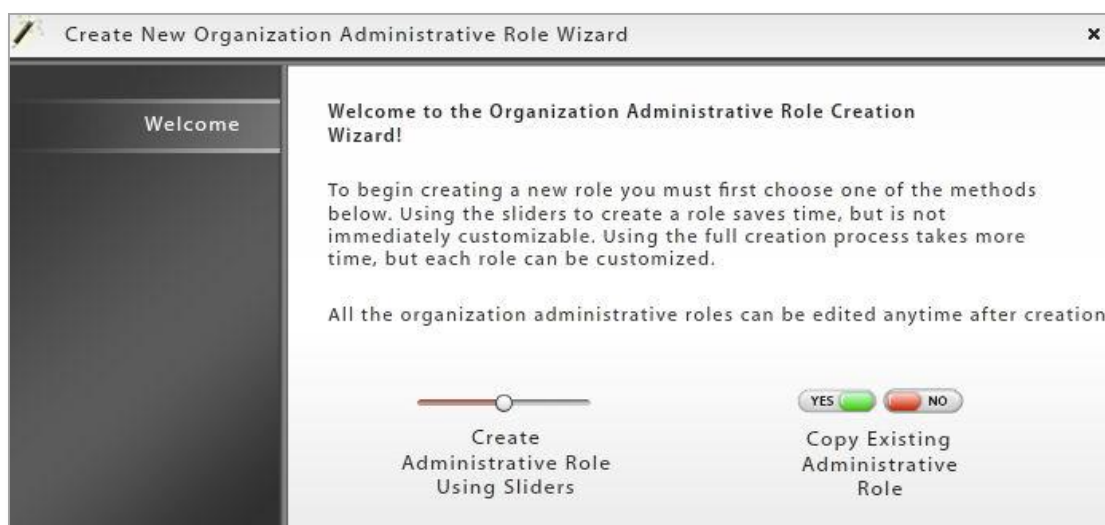 Create New Organization Administrative Role Wizard
Welcome
Welcome to the Organization Administrative Role Creation
Wizard!
To begin creating a new role you must first choose one of the methods
below. Using the sliders to create a role saves time, but is not
immediately customizable. Using the full creation process takes more
time, but each role can be customized.
All the organization administrative roles can be edited anytime after creation
Create
Administrative Role
Using Sliders
YES NO
Copy Existing
Administrative
Role